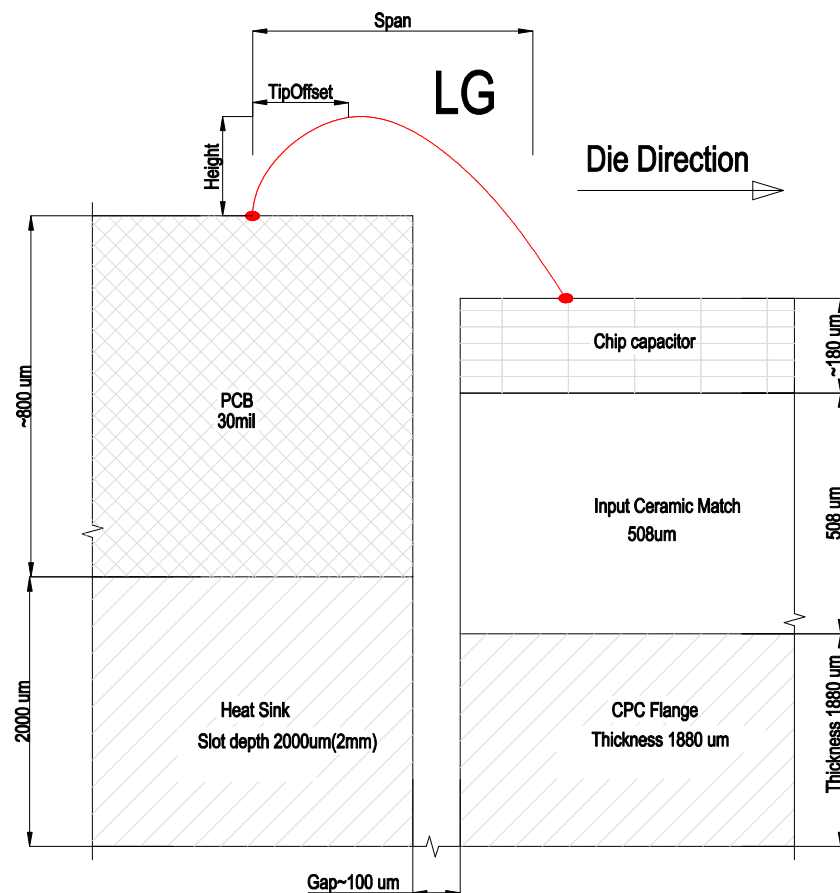 Span
LG
TipOffset
Height
Die Direction
~800 um
PCB
30mil
Chip capacitor
~180 um
Input Ceramic Match
508um
508 um
2000 um
Heat Sink
Slot depth 2000um(2mm)
CPC Flange
Thickness 1880 um
Thickness 1880 um
Gap~100 um